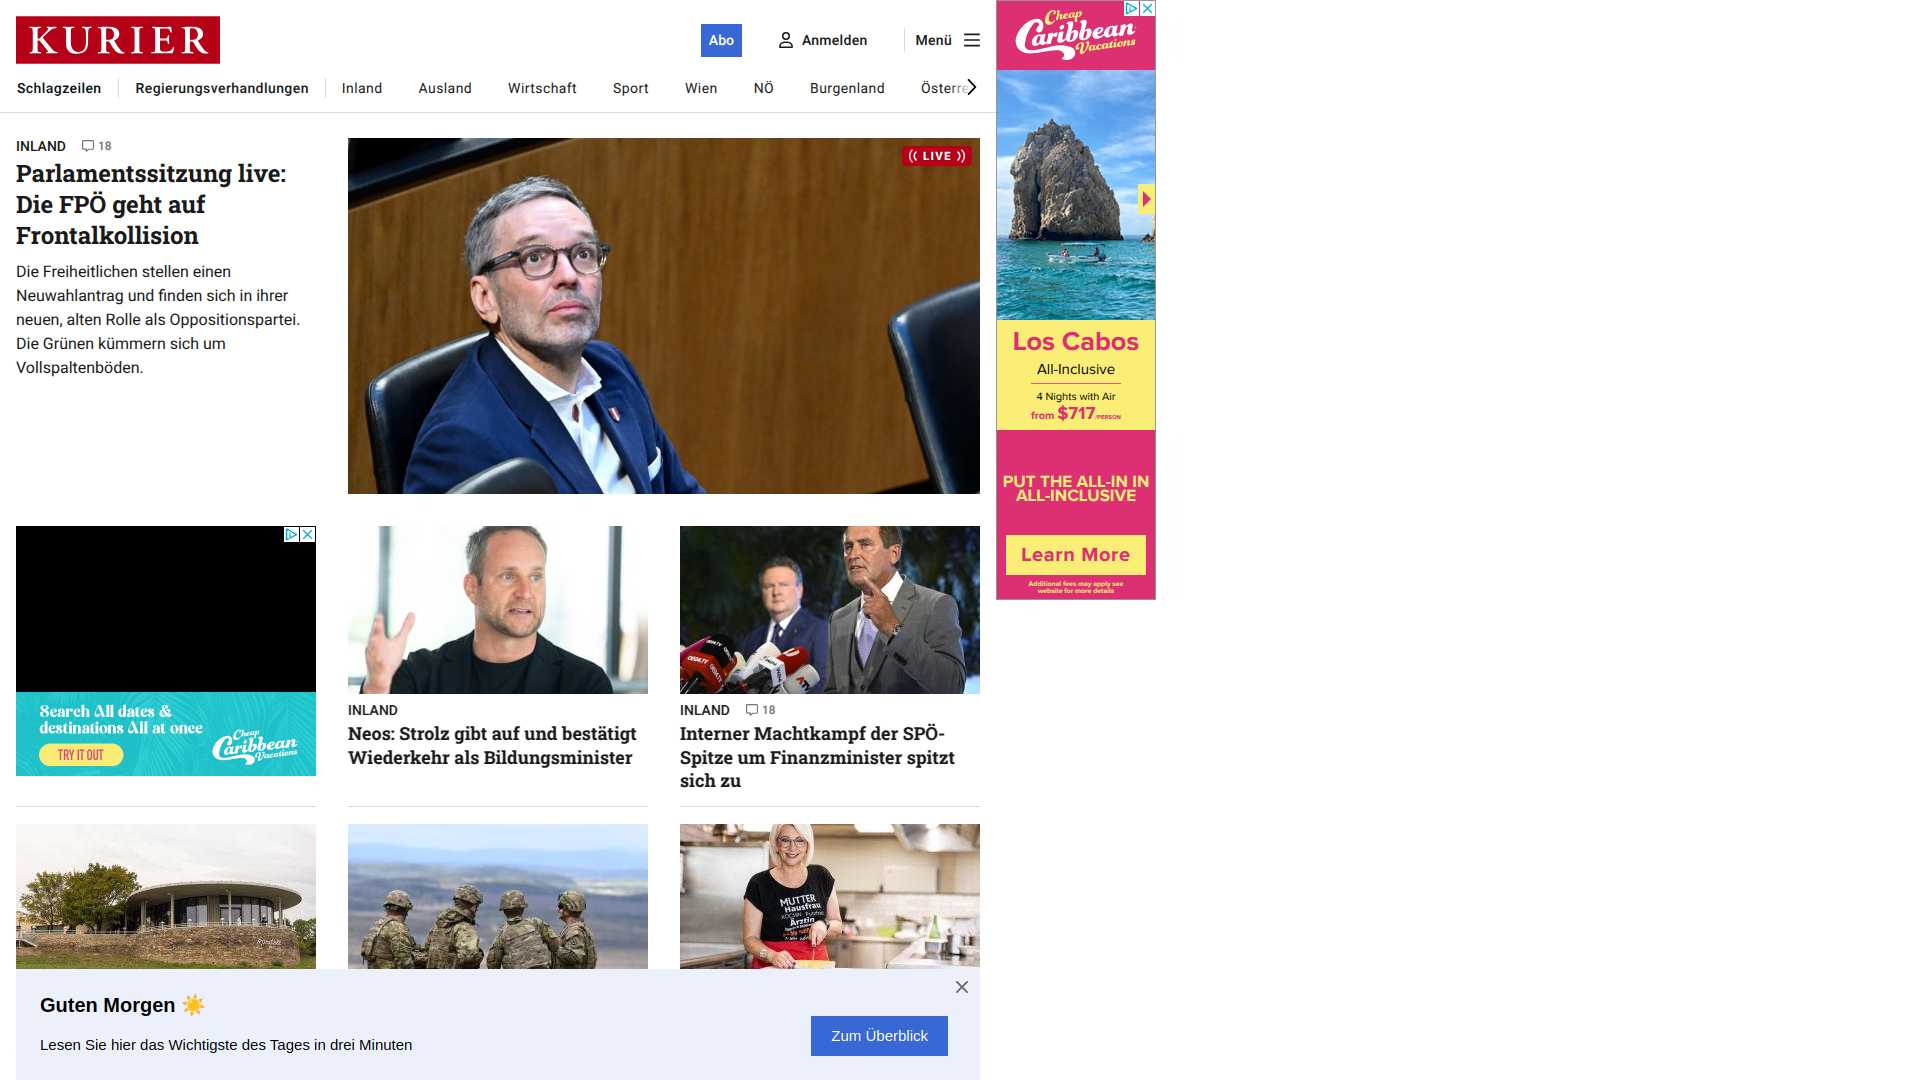 KURIER
Abo
Anmelden
Menü
Schlagzeilen
Regierungsverhandlungen
Inland
Ausland
Wirtschaft
Sport
Wien
NÖ
Burgenland
INLAND 18
Parlamentssitzung live:
Die FPÖ geht auf
Frontalkollision
Die Freiheitlichen stellen einen
Neuwahlantrag und finden sich in ihrer
neuen, alten Rolle als Oppositionspartei.
Die Grünen kümmern sich um
Vollspaltenböden.
LIVE
Cheap
Caribbean
Vacations
Los Cabos
All-Inclusive
4 Nights with Air
from $717/PERSON
PUT THE ALL-IN IN
ALL-INCLUSIVE
Learn More
Additional fees may apply see
website for more details
Search All dates &
destinations All at once
TRY IT OUT
Cheap
Caribbean
Vacations
INLAND
Neos: Strolz gibt auf und bestätigt
Wiederkehr als Bildungsminister
INLAND 18
Interner Machtkampf der SPÖ-
Spitze um Finanzminister spitzt
sich zu
MUTTER
Hausfrau
KÖCHIN
Ärztin
Guten Morgen ☀️
Lesen Sie hier das Wichtigste des Tages in drei Minuten
Zum Überblick